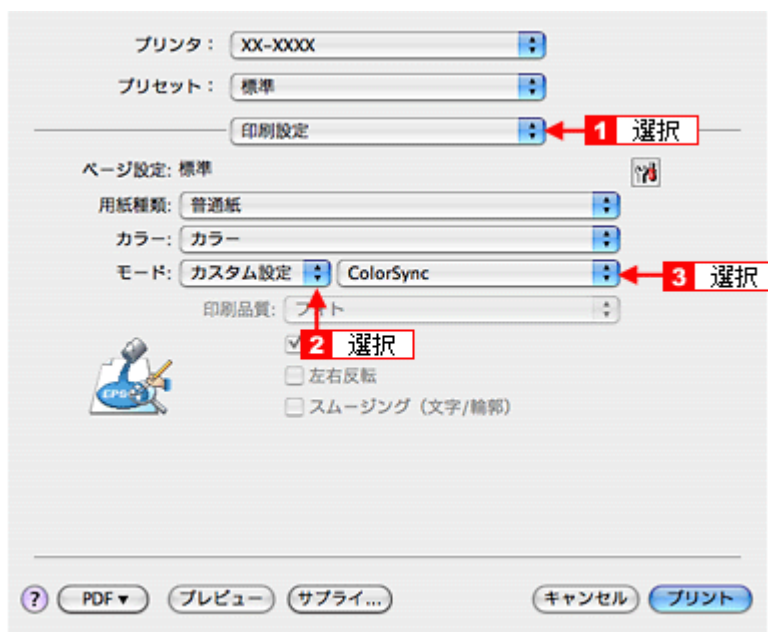 プリンタ： XX-XXXX
プリセット： 標準
印刷設定 1 選択
ページ設定: 標準
用紙種類: 普通紙
カラー: カラー
モード: カスタム設定 ColorSync 3 選択
印刷品質: フォト
2 選択
左右反転
スムージング（文字/輪郭）
EPS
? PDF▼ プレビュー サプライ... キャンセル プリント